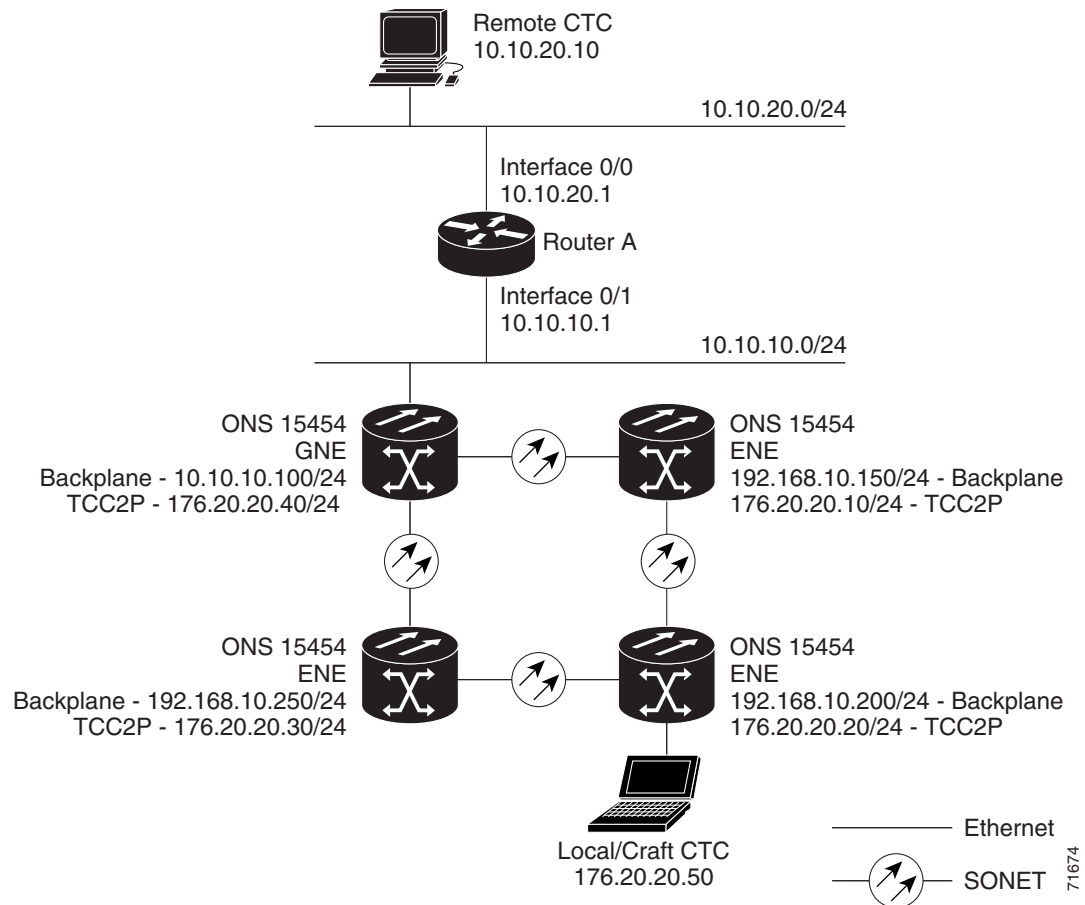 Remote CTC
10.10.20.10
10.10.20.0/24
Interface 0/0
10.10.20.1
Router A
Interface 0/1
10.10.10.1
10.10.10.0/24
ONS 15454
GNE
Backplane - 10.10.10.100/24
TCC2P - 176.20.20.40/24
ONS 15454
ENE
192.168.10.150/24 - Backplane
176.20.20.10/24 - TCC2P
ONS 15454
ENE
Backplane - 192.168.10.250/24
TCC2P - 176.20.20.30/24
ONS 15454
ENE
192.168.10.200/24 - Backplane
176.20.20.20/24 - TCC2P
Local/Craft CTC
176.20.20.50
Ethernet
SONET
71674